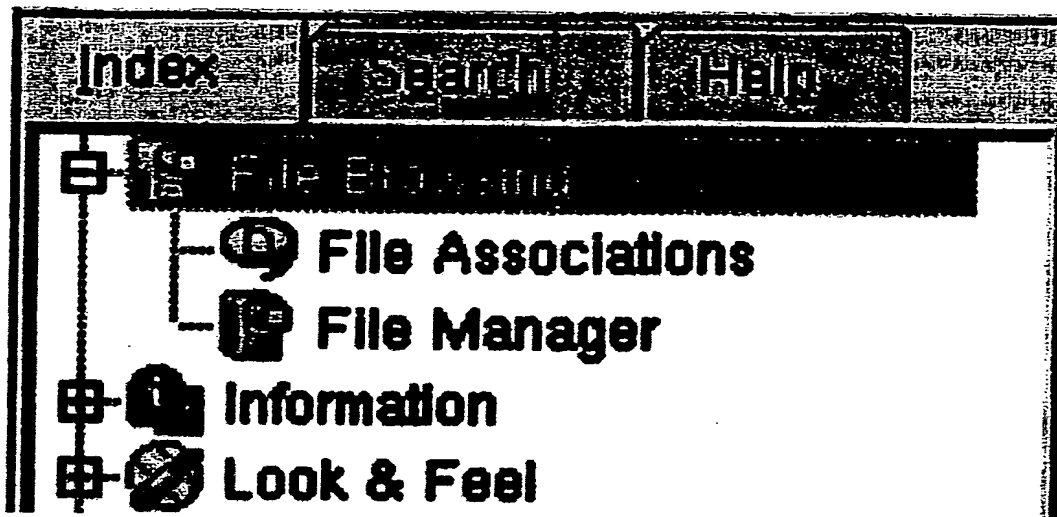 Index Search Help
File Browsing
File Associations
File Manager
Information
Look & Feel